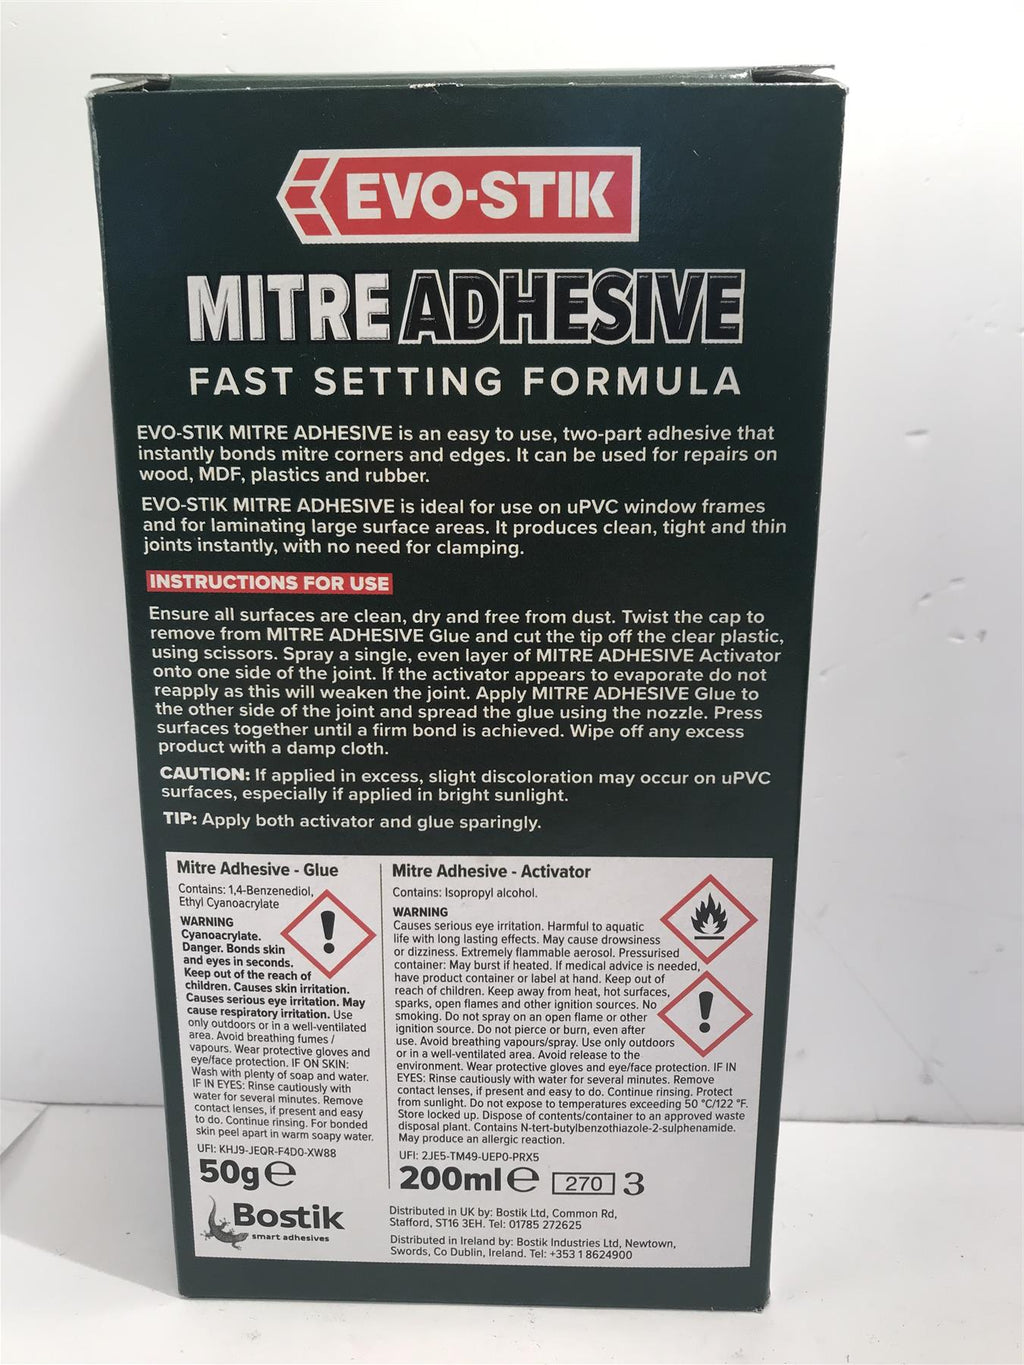 EVO-STIK
MITRE ADHESIVE
FAST SETTING FORMULA
EVO-STIK MITRE ADHESIVE is an easy to use, two-part adhesive that
instantly bonds mitre corners and edges. It can be used for repairs on
wood, MDF, plastics and rubber.
EVO-STIK MITRE ADHESIVE is ideal for use on uPVC window frames
and for laminating large surface areas. It produces clean, tight and thin
joints instantly, with no need for clamping.
INSTRUCTIONS FOR USE
Ensure all surfaces are clean, dry and free from dust. Twist the cap to
remove from MITRE ADHESIVE Glue and cut the tip off the clear plastic,
using scissors. Spray a single, even layer of MITRE ADHESIVE Activator
onto one side of the joint. If the activator appears to evaporate do not
reapply as this will weaken the joint. Apply MITRE ADHESIVE Glue to
the other side of the joint and spread the glue using the nozzle. Press
surfaces together until a firm bond is achieved. Wipe off any excess
product with a damp cloth.
CAUTION: If applied in excess, slight discoloration may occur on uPVC
surfaces, especially if applied in bright sunlight.
TIP: Apply both activator and glue sparingly.
Mitre Adhesive - Glue
Contains: 1,4-Benzenediol,
Ethyl Cyanoacrylate
WARNING
Cyanoacrylate.
Danger. Bonds skin
and eyes in seconds.
Keep out of the reach of
children. Causes skin irritation.
Causes serious eye irritation. May
cause respiratory irritation. Use
only outdoors or in a well-ventilated
area. Avoid breathing fumes /
vapours. Wear protective gloves and
eye/face protection. IF ON SKIN:
Wash with plenty of soap and water.
IF IN EYES: Rinse cautiously with
water for several minutes. Remove
contact lenses, if present and easy
to do. Continue rinsing. For bonded
skin peel apart in warm soapy water.
UFI: KHJ9-JEQR-F4D0-XW88
50g e
Bostik
smart adhesives
Mitre Adhesive - Activator
Contains: Isopropyl alcohol.
WARNING
Causes serious eye irritation. Harmful to aquatic
life with long lasting effects. May cause drowsiness
or dizziness. Extremely flammable aerosol. Pressurised
container: May burst if heated. If medical advice is needed,
have product container or label at hand. Keep out of
reach of children. Keep away from heat, hot surfaces,
sparks, open flames and other ignition sources. No
smoking. Do not spray on an open flame or other
ignition source. Do not pierce or burn, even after
use. Avoid breathing vapours/spray. Use only outdoors
or in a well-ventilated area. Avoid release to the
environment. Wear protective gloves and eye/face protection. IF IN
EYES: Rinse cautiously with water for several minutes. Remove
contact lenses, if present and easy to do. Continue rinsing. Protect
from sunlight. Do not expose to temperatures exceeding 50 °C/122 °F.
Store locked up. Dispose of contents/container to an approved waste
disposal plant. Contains N-tert-butylbenzothiazole-2-sulphenamide.
May produce an allergic reaction.
UFI: 2JE5-TM49-UEP0-PRX5
200ml e 270 3
Distributed in UK by: Bostik Ltd, Common Rd,
Stafford, ST16 3EH. Tel: 01785 272625
Distributed in Ireland by: Bostik Industries Ltd, Newtown,
Swords, Co Dublin, Ireland. Tel: +353 1 8624900